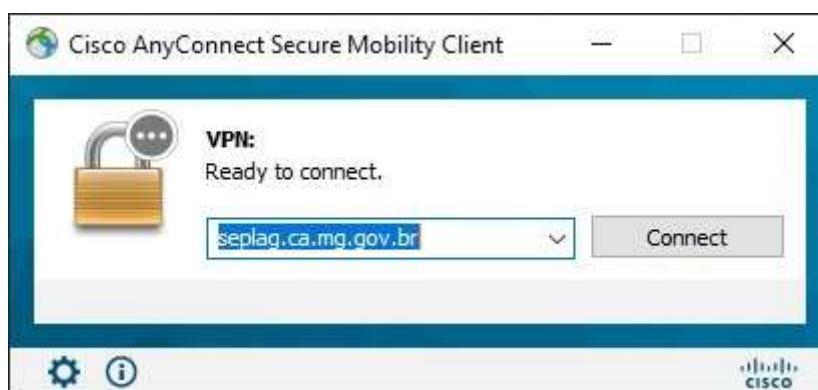 Cisco AnyConnect Secure Mobility Client
VPN:
Ready to connect.
seplag.ca.mg.gov.br
Connect
CISCO